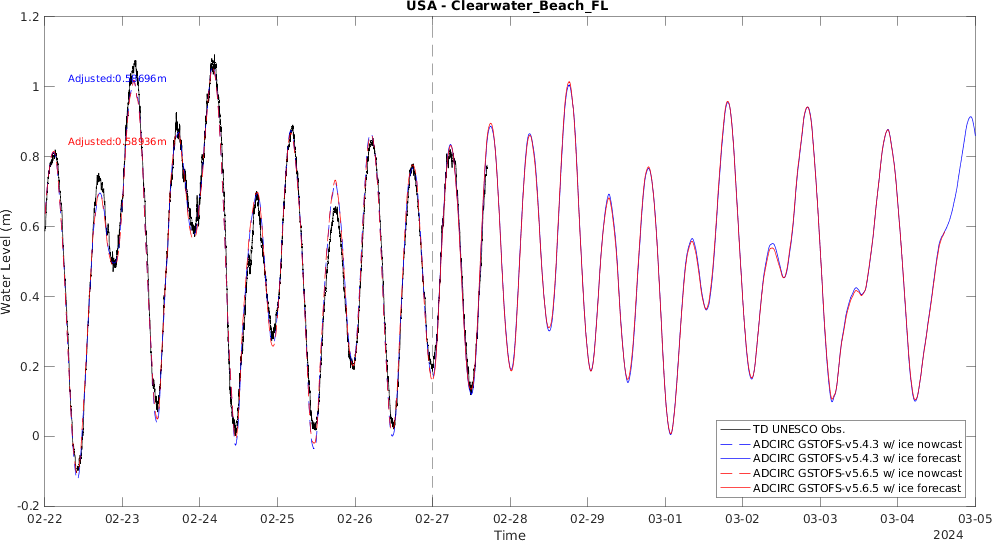 USA - Clearwater_Beach_FL
1.2
1
0.8
0.6
0.4
0.2
0
-0.2
Water Level (m)
Adjusted:0.58696m
Adjusted:0.58936m
TD UNESCO Obs.
ADCIRC GSTOFS-v5.4.3 w/ ice nowcast
ADCIRC GSTOFS-v5.4.3 w/ ice forecast
ADCIRC GSTOFS-v5.6.5 w/ ice nowcast
ADCIRC GSTOFS-v5.6.5 w/ ice forecast
02-22 02-23 02-24 02-25 02-26 02-27 02-28 02-29 03-01 03-02 03-03 03-04 03-05
Time
2024